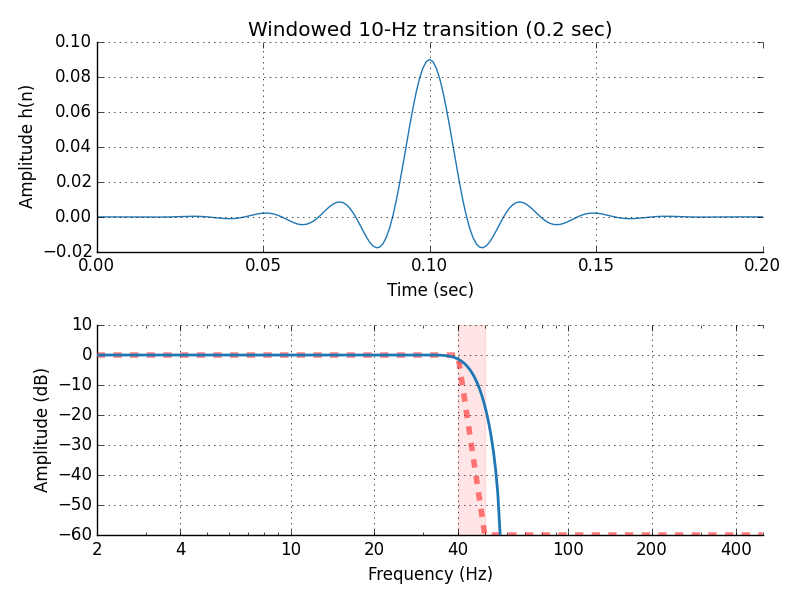 Windowed 10-Hz transition (0.2 sec)
0.10
0.08
0.06
0.04
0.02
0.00
−0.02
Amplitude h(n)
0.00 0.05 0.10 0.15 0.20
Time (sec)
10
0
−10
−20
−30
−40
−50
−60
Amplitude (dB)
2 4 10 20 40 100 200 400
Frequency (Hz)